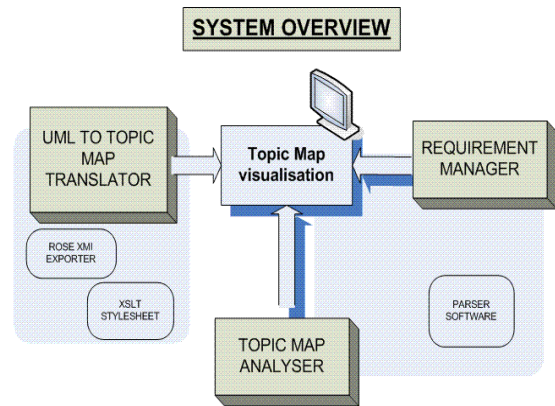 SYSTEM OVERVIEW
UML TO TOPIC
MAP
TRANSLATOR
Topic Map
visualisation
REQUIREMENT
MANAGER
ROSE XMI
EXPORTER
XSLT
STYLESHEET
PARSER
SOFTWARE
TOPIC MAP
ANALYSER